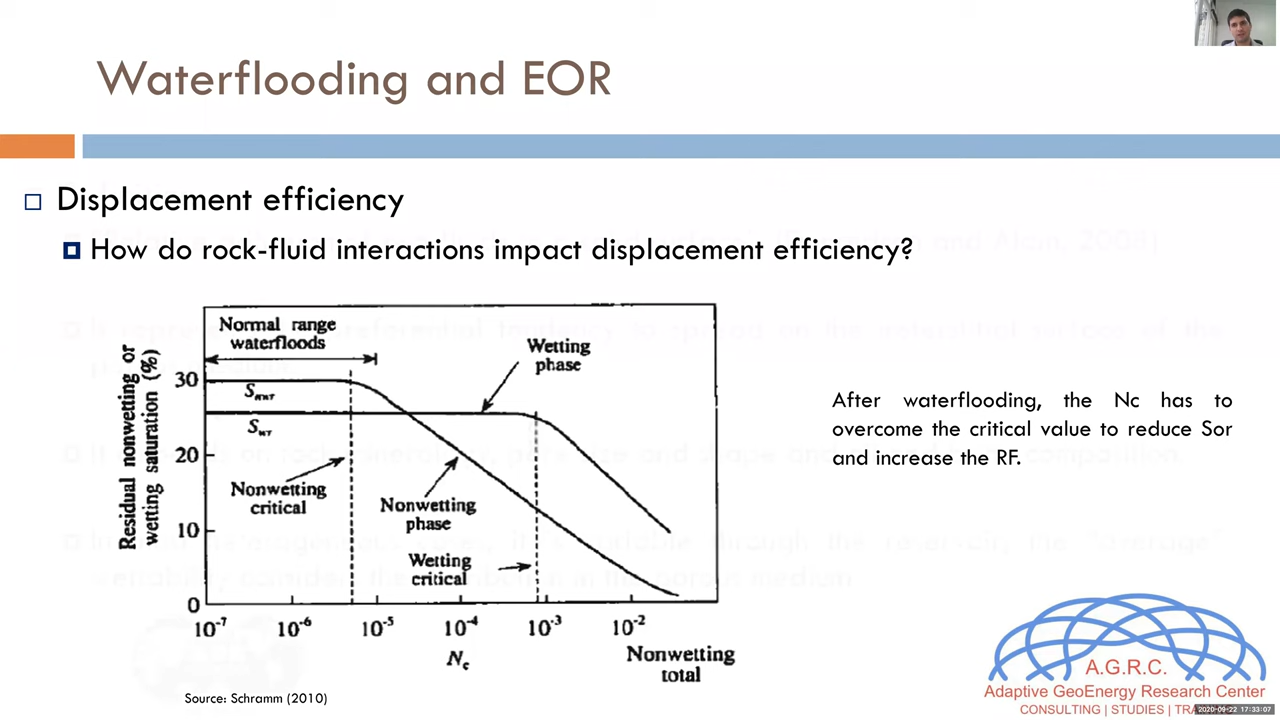 Waterflooding and EOR
Displacement efficiency
How do rock-fluid interactions impact displacement efficiency?
Residual nonwetting or
wetting saturation (%)
30
20
10
0
Normal range
waterfloods
Wetting
phase
Nonwetting
critical
Nonwetting
phase
Wetting
critical
10-7
10-6
10-5
10-4
10-3
10-2
Nc
Nonwetting
total
After waterflooding, the Nc has to
overcome the critical value to reduce Sor
and increase the RF.
Source: Schramm (2010)
A.G.R.C.
Adaptive GeoEnergy Research Center
CONSULTING | STUDIES |
2020-09-22 17:33:07